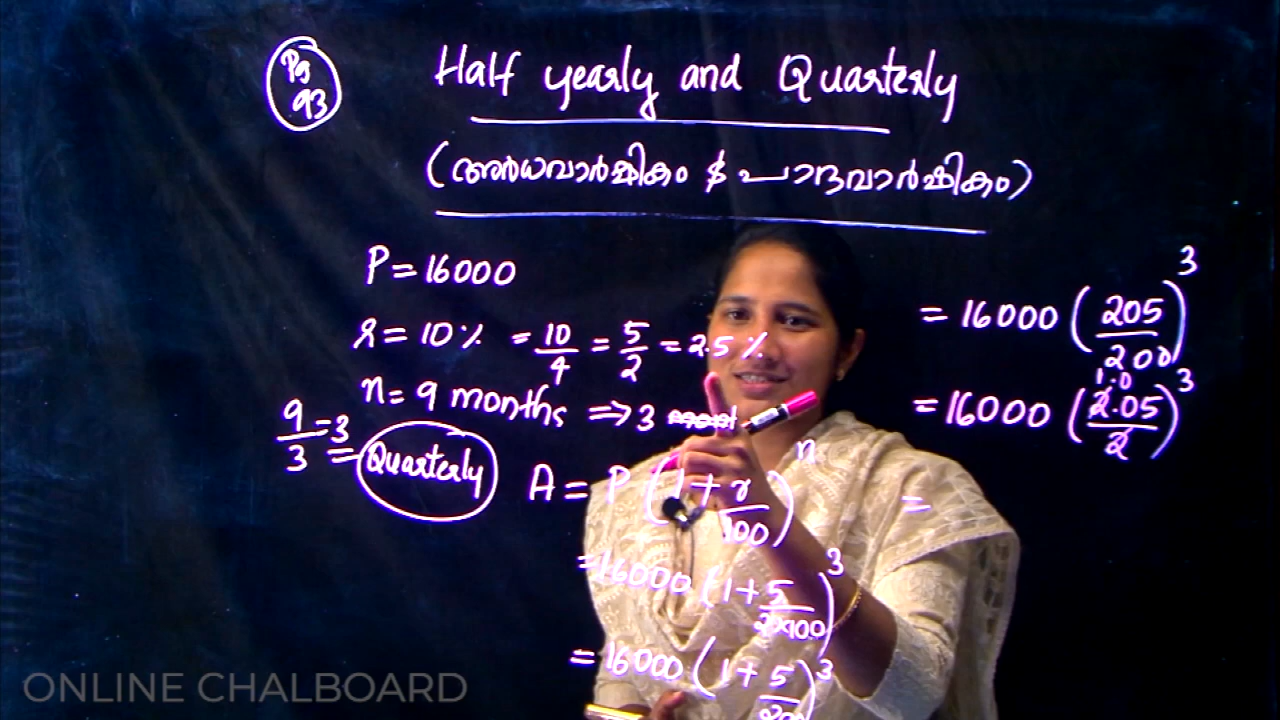 Pg 93
Half yearly and Quarterly
(അർധവാർഷികം & പാദവാർഷികം)
P = 16000
r = 10% = 10/4 = 5/2 = 2.5%
n = 9 months ⇒ 3
9/3 = 3
Quarterly
A = P (1 + r/100)^n
= 16000 (1 + 5/2×100)^3
= 16000 (1 + 5/200)^3
= 16000 (205/200)^3
= 16000 (2.05/2)^3
1.0
=
ONLINE CHALBOARD